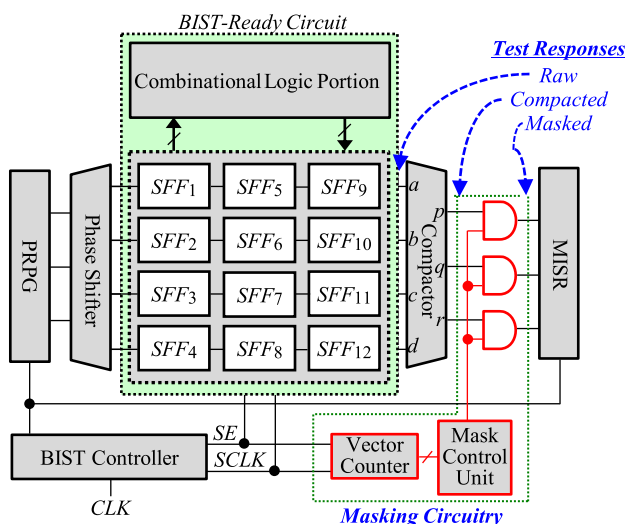 BIST-Ready Circuit
Test Responses
Raw
Compacted
Masked
Combinational Logic Portion
PRPG
Phase Shifter
SFF1 SFF5 SFF9
SFF2 SFF6 SFF10
SFF3 SFF7 SFF11
SFF4 SFF8 SFF12
a
b
c
d
Compactor
p
q
r
MISR
BIST Controller
SE
SCLK
CLK
Vector
Counter
Mask
Control
Unit
Masking Circuitry